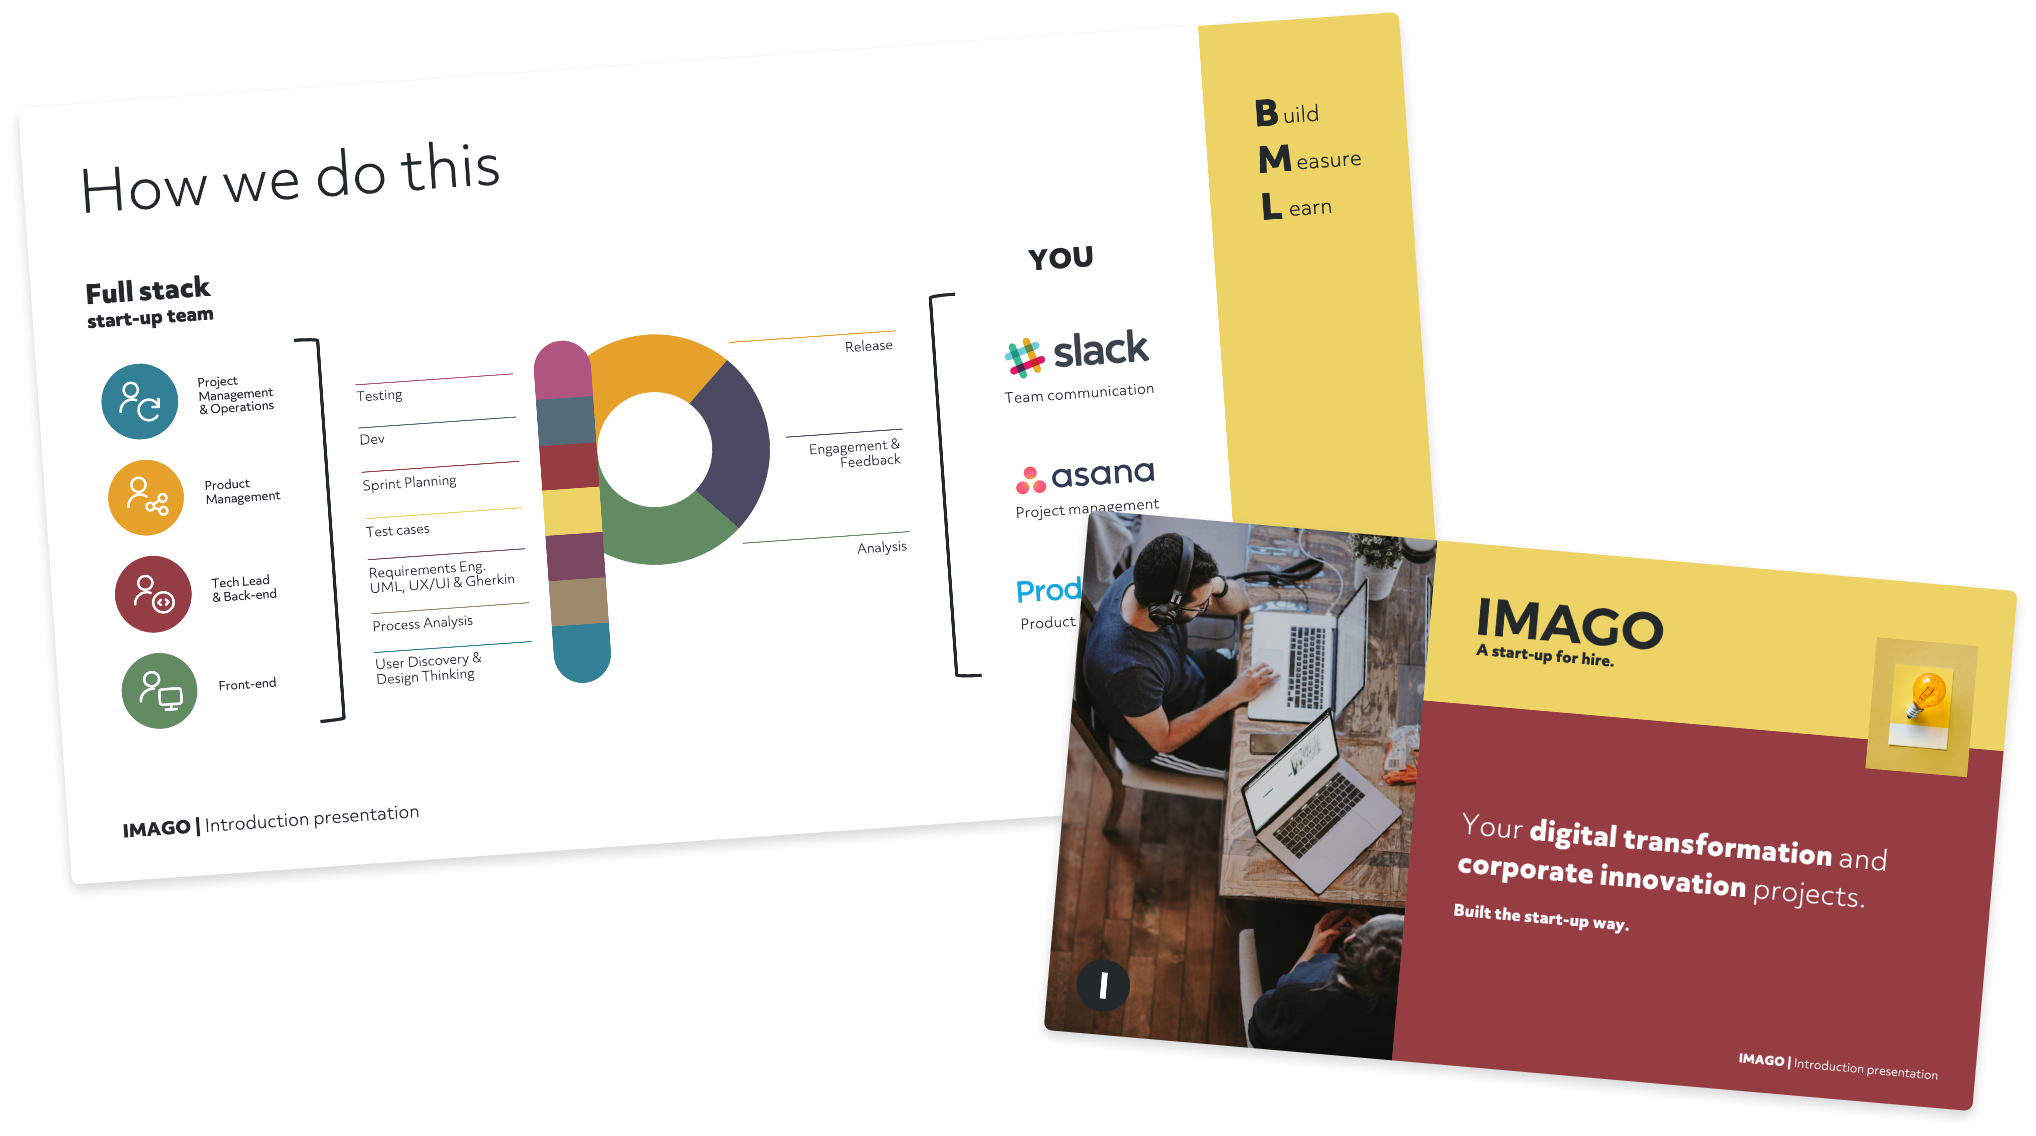 How we do this
Full stack
start-up team
Project
Management
& Operations
Product
Management
Tech Lead
& Back-end
Front-end
Testing
Dev
Sprint Planning
Test cases
Requirements Eng.
UML, UX/UI & Gherkin
Process Analysis
User Discovery &
Design Thinking
Release
Engagement &
Feedback
Analysis
YOU
slack
Team communication
asana
Project management
Prod
Product
Build
Measure
Learn
IMAGO | Introduction presentation
IMAGO
A start-up for hire.
Your digital transformation and
corporate innovation projects.
Built the start-up way.
I
IMAGO | Introduction presentation